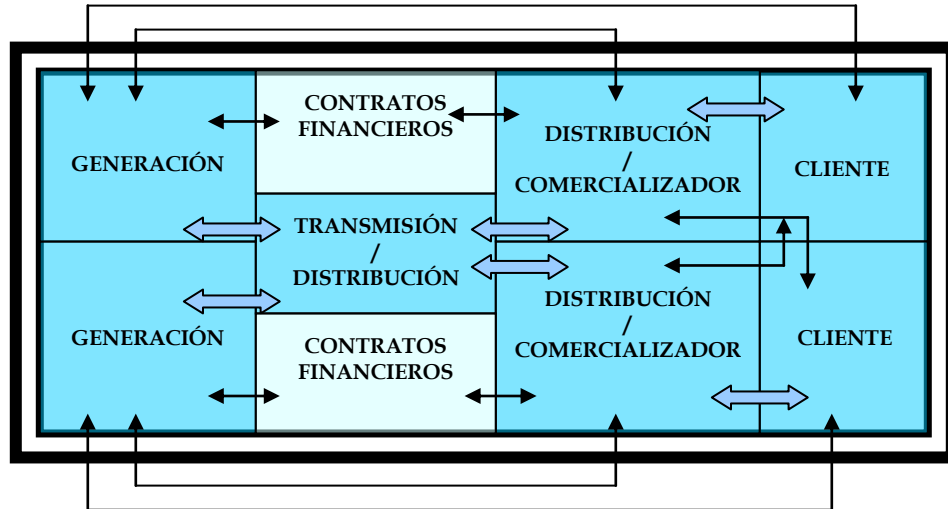 CONTRATOS
FINANCIEROS
GENERACIÓN
DISTRIBUCIÓN
/
COMERCIALIZADOR
CLIENTE
TRANSMISIÓN
/
DISTRIBUCIÓN
GENERACIÓN
CONTRATOS
FINANCIEROS
DISTRIBUCIÓN
/
COMERCIALIZADOR
CLIENTE